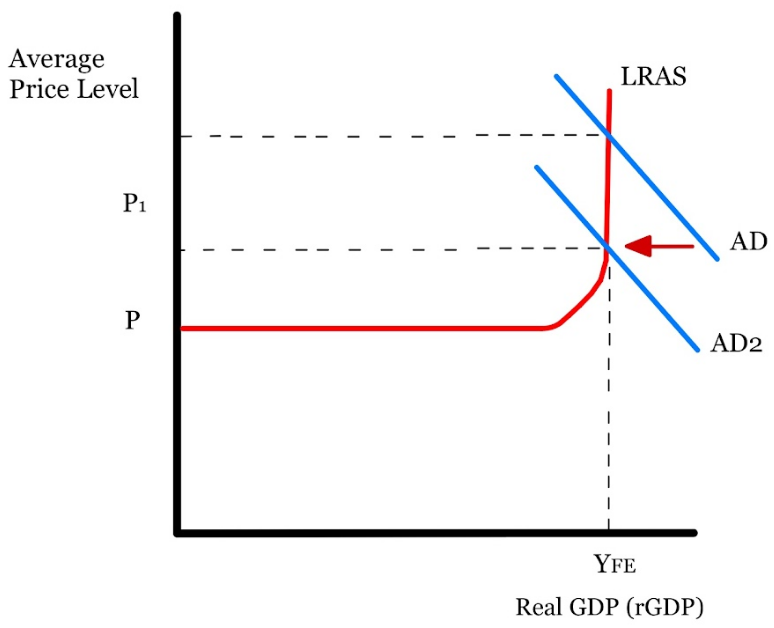 Average
Price Level
LRAS
P1
AD
P
AD2
YFE
Real GDP (rGDP)